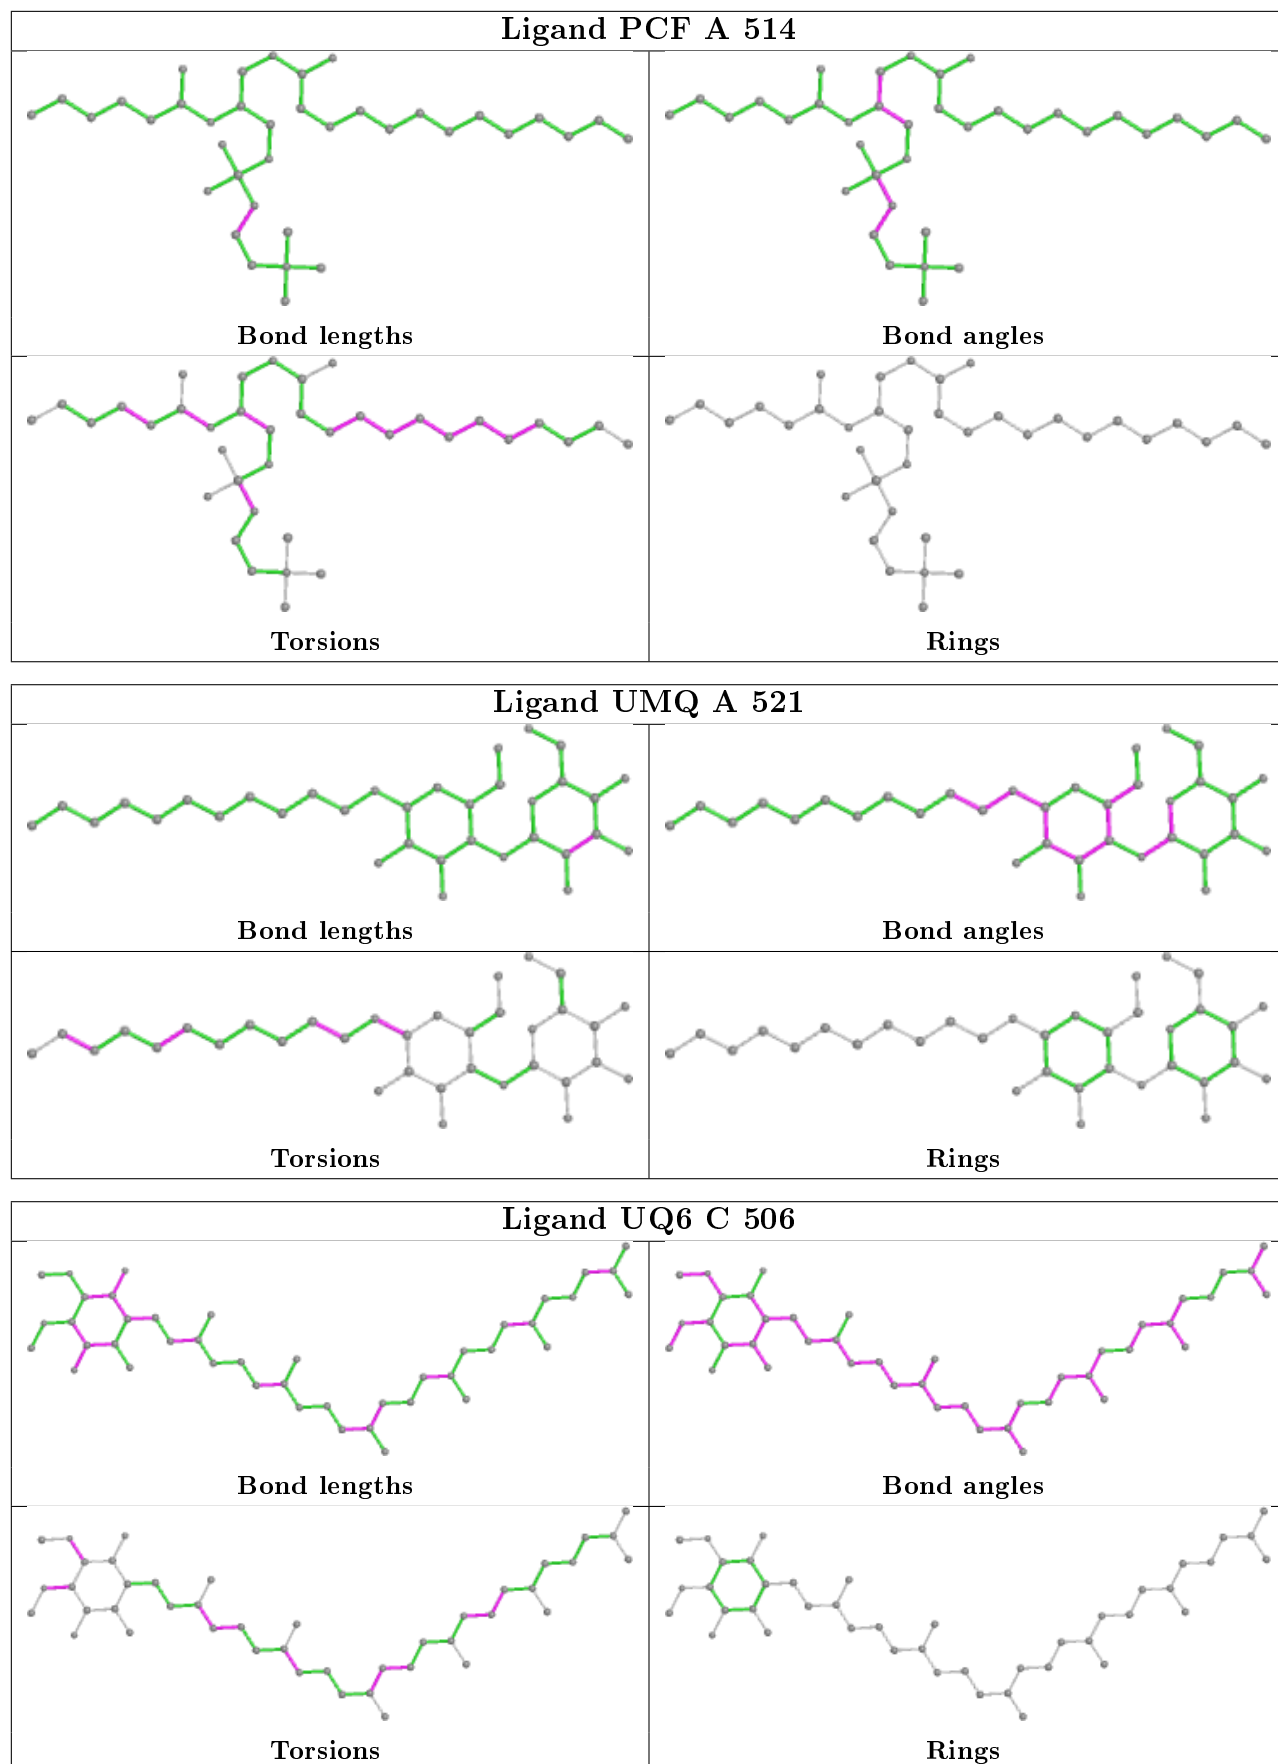 Ligand PCF A 514
Bond lengths
Bond angles
Torsions
Rings
Ligand UMQ A 521
Bond lengths
Bond angles
Torsions
Rings
Ligand UQ6 C 506
Bond lengths
Bond angles
Torsions
Rings